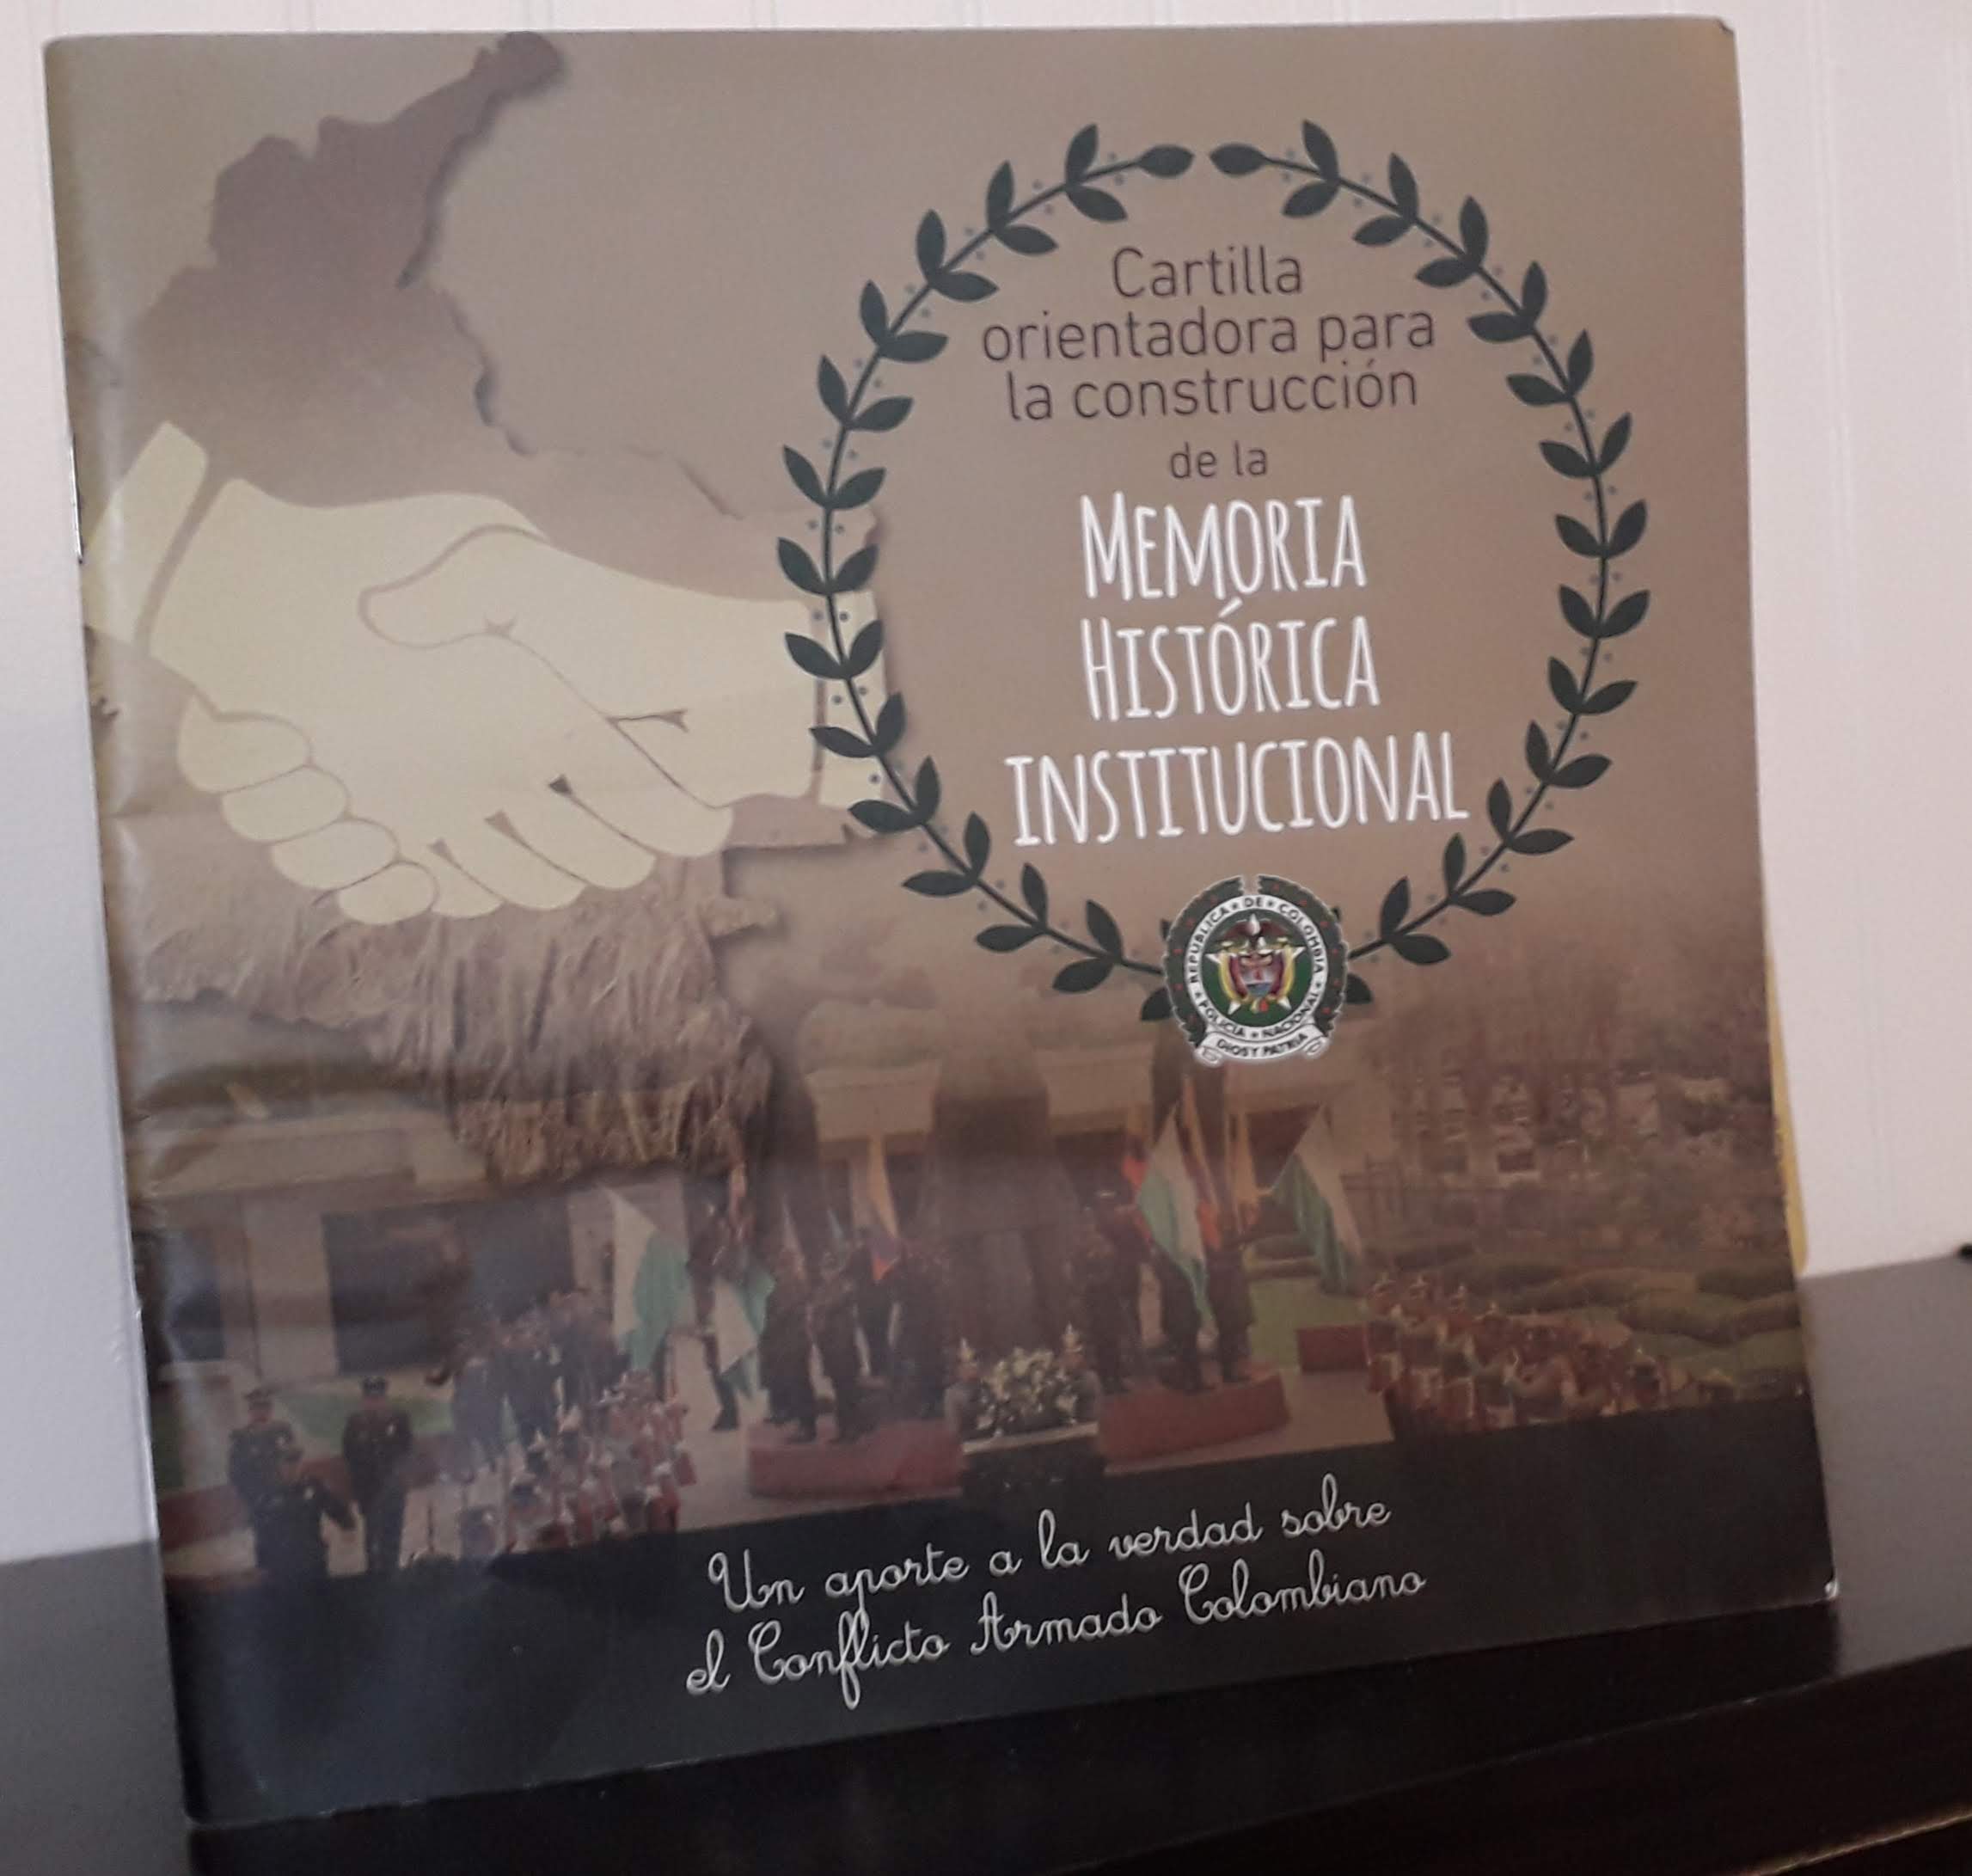 Cartilla
orientadora para
la construcción
de la
MEMORIA
HISTÓRICA
INSTITUCIONAL
REPUBLICA ★ DE ★ COLOMBIA
POLICIA ★ NACIONAL
DIOS Y PATRIA
Un aporte a la verdad sobre
el Conflicto Armado Colombiano